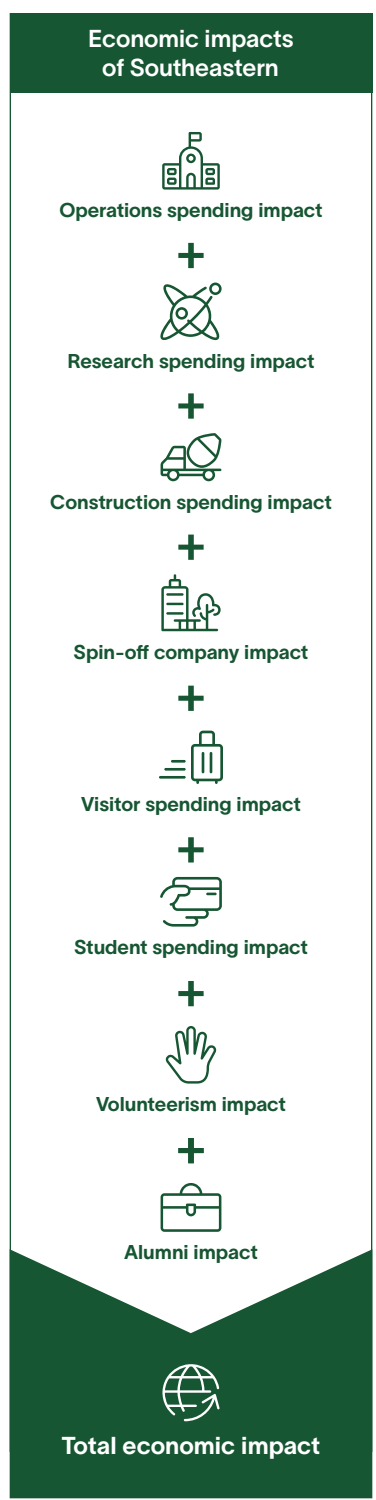 Economic impacts
of Southeastern
Operations spending impact
+
Research spending impact
+
Construction spending impact
+
Spin-off company impact
+
Visitor spending impact
+
Student spending impact
+
Volunteerism impact
+
Alumni impact
Total economic impact